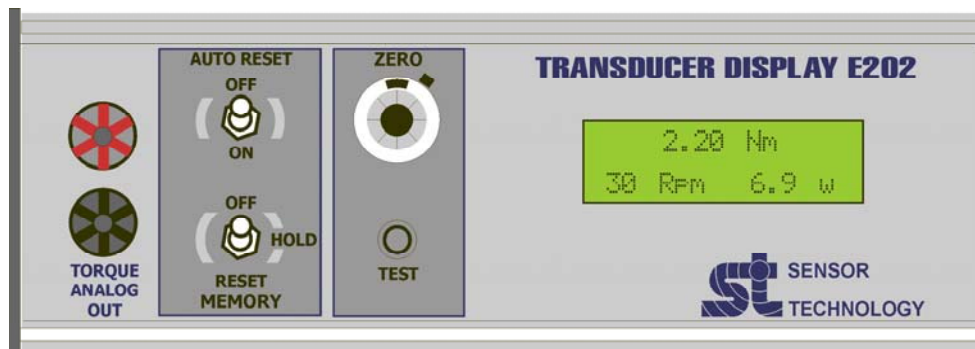 AUTO RESET
OFF
ON
OFF
HOLD
RESET
MEMORY
TORQUE
ANALOG
OUT
ZERO
TEST
TRANSDUCER DISPLAY E202
2.20 Nm
30 Rpm 6.9 w
st SENSOR
TECHNOLOGY